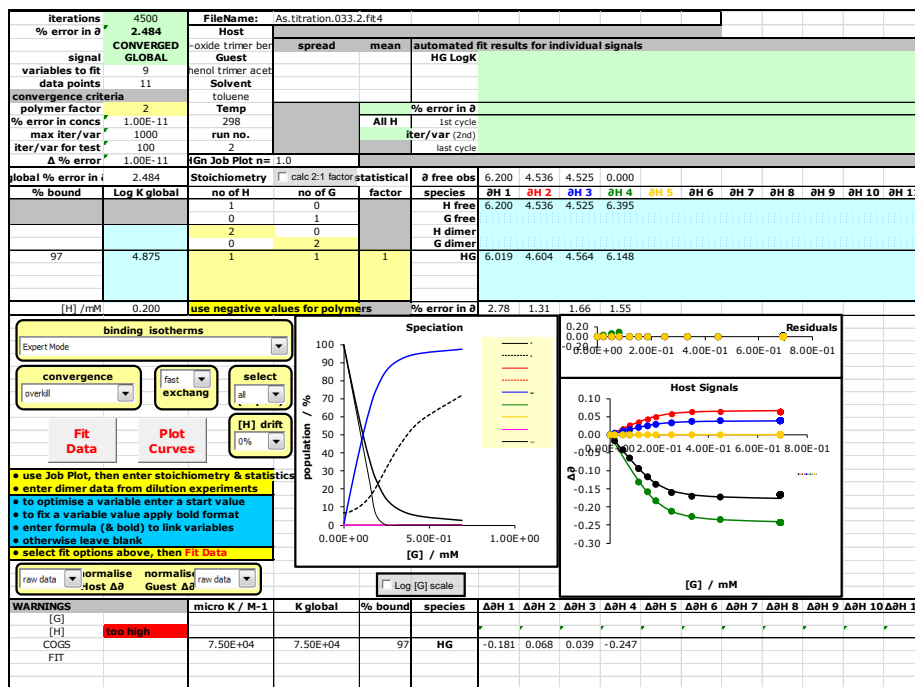 iterations 4500 FileName: As.titration.033.2.fit4
% error in ∂ 2.484 Host
CONVERGED -oxide trimer ber spread mean automated fit results for individual signals
signal GLOBAL Guest HG LogK
variables to fit 9 henol trimer acet
data points 11 Solvent
convergence criteria toluene
polymer factor 2 Temp % error in ∂
% error in concs 1.00E-11 298 All H 1st cycle
max iter/var 1000 run no. iter/var (2nd)
iter/var for test 100 2 last cycle
Δ % error 1.00E-11 HGn Job Plot n= 1.0
global % error in 2.484 Stoichiometry calc 2:1 factor statistical ∂ free obs 6.200 4.536 4.525 0.000
% bound Log K global no of H no of G factor species ∂H 1 ∂H 2 ∂H 3 ∂H 4 ∂H 5 ∂H 6 ∂H 7 ∂H 8 ∂H 9 ∂H 10 ∂H 11
1 0 H free 6.200 4.536 4.525 6.395
0 1 G free
2 0 H dimer
0 2 G dimer
97 4.875 1 1 1 HG 6.019 4.604 4.564 6.148
[H] /mM 0.200 use negative values for polymers % error in ∂ 2.78 1.31 1.66 1.55
binding isotherms
Expert Mode
convergence
overkill
fast
exchang
select
all
[H] drift
0%
Fit
Data
Plot
Curves
• use Job Plot, then enter stoichiometry & statistics
• enter dimer data from dilution experiments
• to optimise a variable enter a start value
• to fix a variable value apply bold format
• enter formula (& bold) to link variables
• otherwise leave blank
• select fit options above, then Fit Data
raw data normalise Host Δ∂ normalise Guest Δ∂ raw data
Speciation
population / %
100
90
80
70
60
50
40
30
20
10
0
0.00E+00 5.00E-01 1.00E+00
[G] / mM
Log [G] scale
Residuals
0.20
0.00
-0.20
0.00E+00 2.00E-01 4.00E-01 6.00E-01 8.00E-01
Host Signals
Δ∂
0.10
0.05
0.00
-0.05
-0.10
-0.15
-0.20
-0.25
-0.30
0.00E+00 2.00E-01 4.00E-01 6.00E-01 8.00E-01
[G] / mM
WARNINGS micro K / M-1 K global % bound species Δ∂H 1 Δ∂H 2 Δ∂H 3 Δ∂H 4 Δ∂H 5 Δ∂H 6 Δ∂H 7 Δ∂H 8 Δ∂H 9 Δ∂H 10 Δ∂H
[G]
[H] too high
COGS 7.50E+04 7.50E+04 97 HG -0.181 0.068 0.039 -0.247
FIT